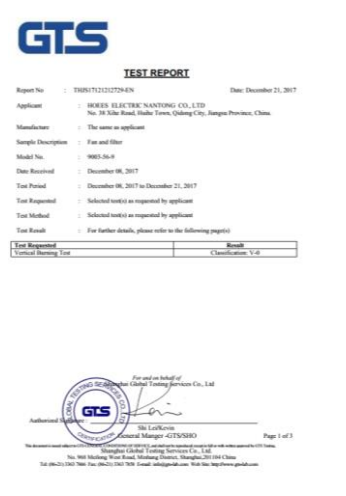 GTS
TEST REPORT
Report No : THJS17121212729-EN Date: December 21, 2017
Applicant : HOEES ELECTRIC NANTONG CO., LTD
No. 38 Xihe Road, Huihe Town, Qidong City, Jiangsu Province, China.
Manufacture : The same as applicant
Sample Description : Fan and filter
Model No. : 9003-56-9
Date Received : December 08, 2017
Test Period : December 08, 2017 to December 21, 2017
Test Requested : Selected test(s) as requested by applicant
Test Method : Selected test(s) as requested by applicant
Test Result : For further details, please refer to the following page(s)
Test Requested Result
Vertical Burning Test Classification: V-0
For and on behalf of
Shanghai Global Testing Services Co., Ltd
GLOBAL TESTING SERVICES CO., LTD
GTS
CERTIFICATION
Authorized
Shi Lei/Kevin
General Manger -GTS/SHO Page 1 of 3
Shanghai Global Testing Services Co., Ltd.